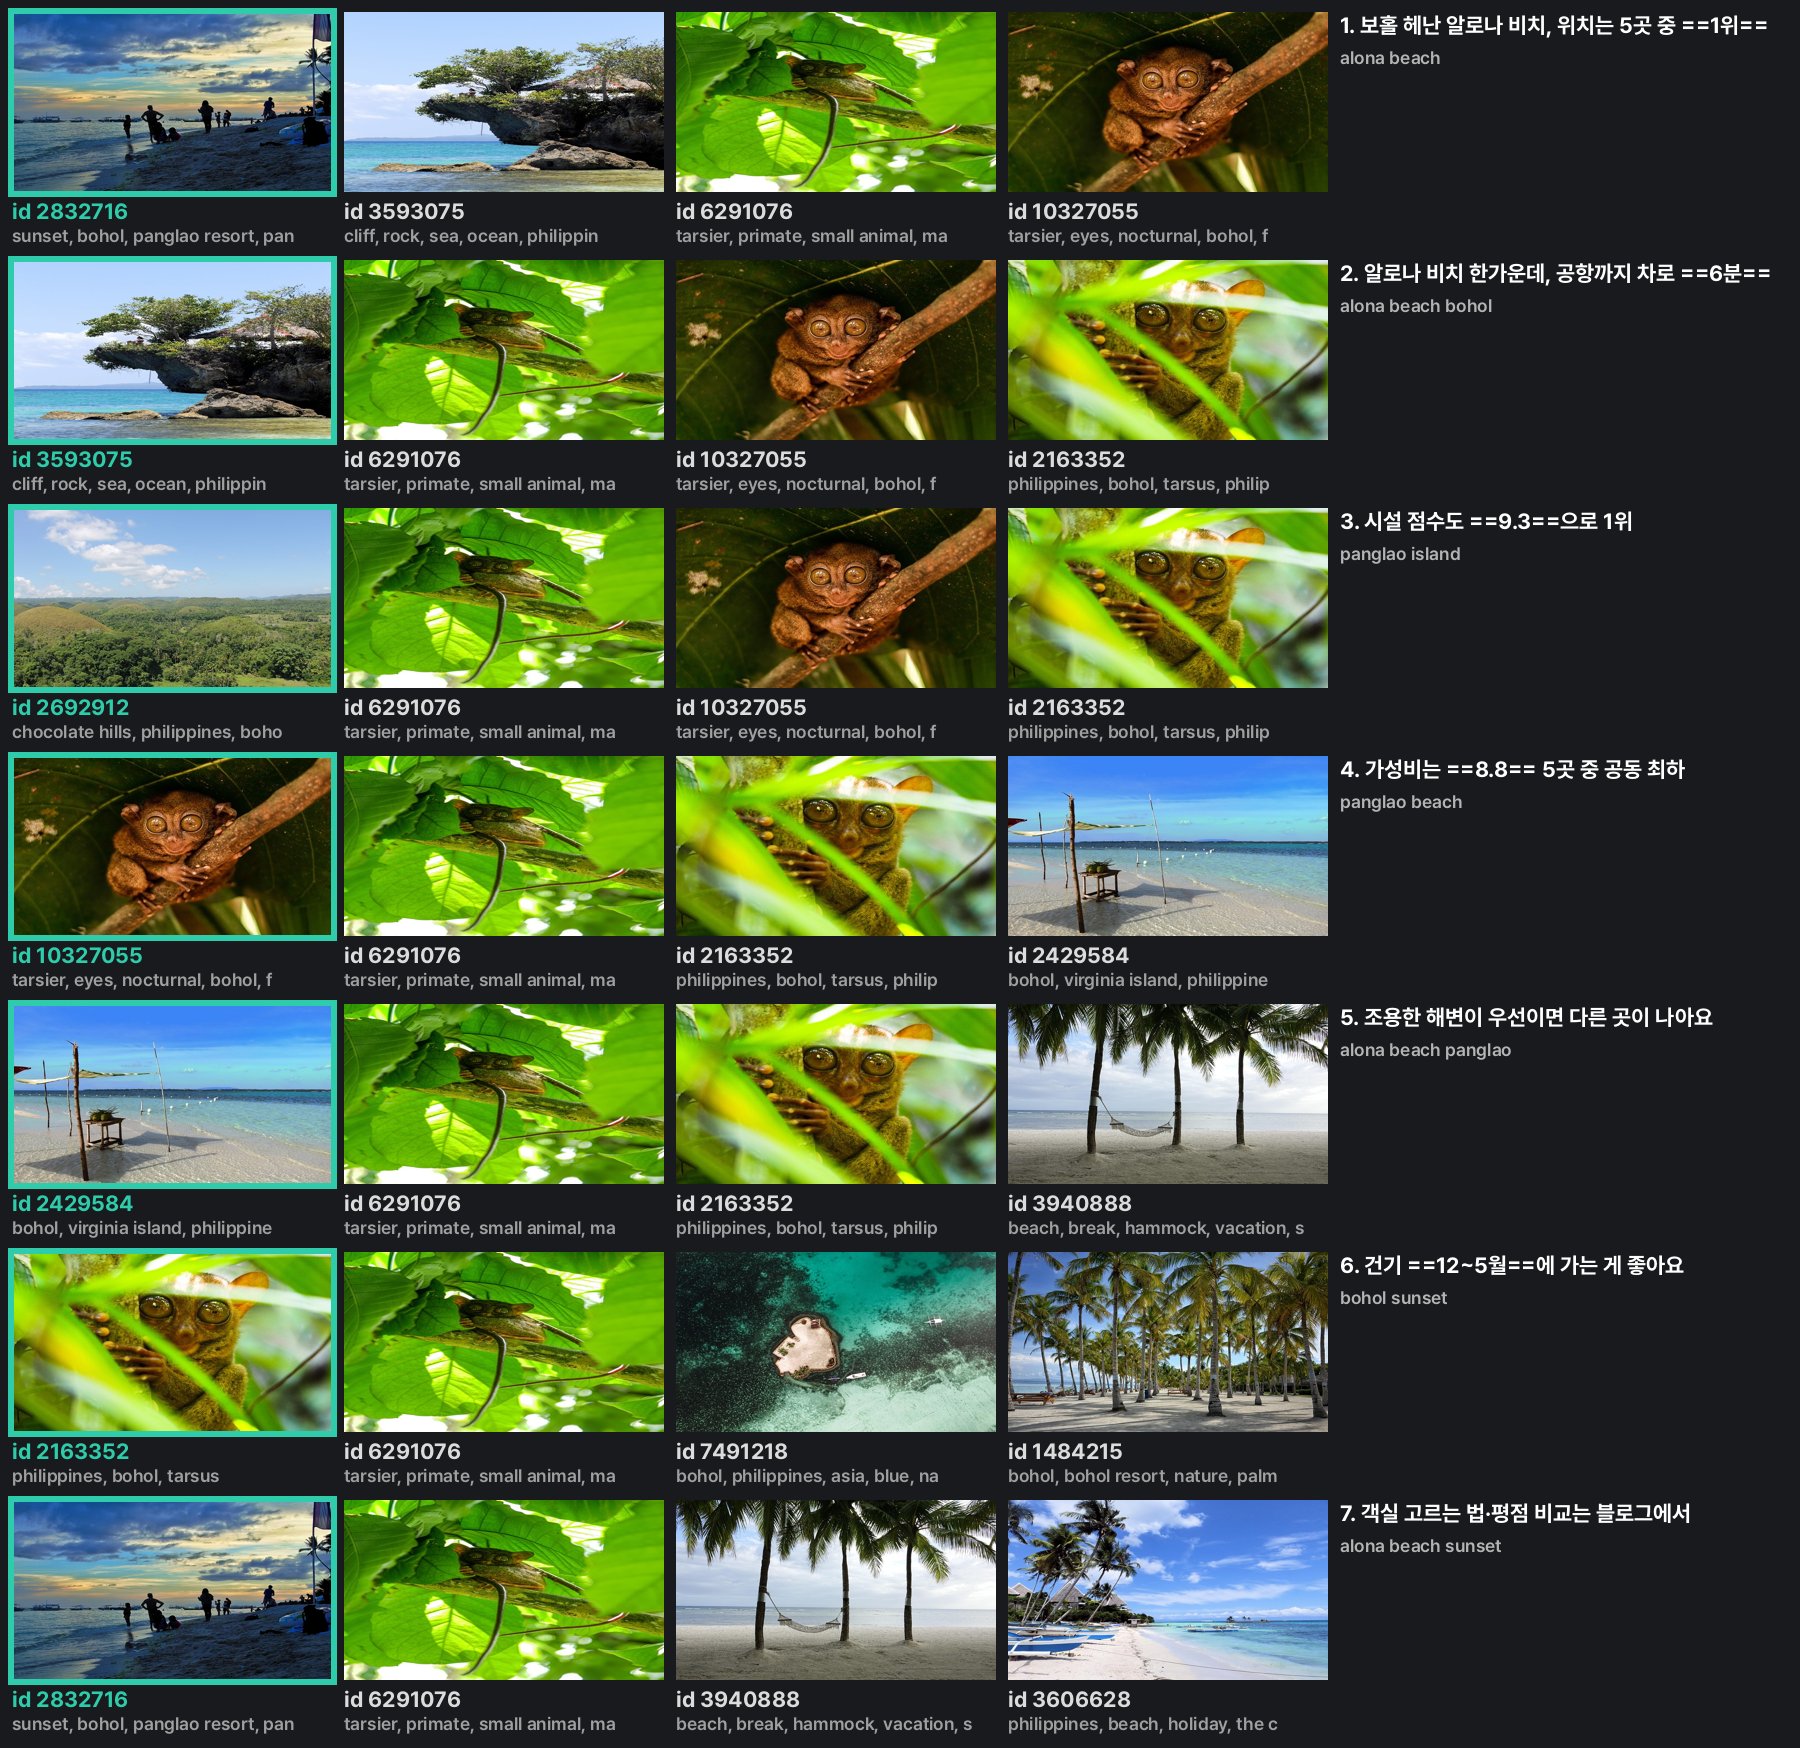 1. 보홀 헤난 알로나 비치, 위치는 5곳 중 ==1위==
alona beach
id 2832716
id 3593075
id 6291076
id 10327055
sunset, bohol, panglao resort, pan
cliff, rock, sea, ocean, philippin
tarsier, primate, small animal, ma
tarsier, eyes, nocturnal, bohol, f
2. 알로나 비치 한가운데, 공항까지 차로 ==6분==
alona beach bohol
id 3593075
id 6291076
id 10327055
id 2163352
cliff, rock, sea, ocean, philippin
tarsier, primate, small animal, ma
tarsier, eyes, nocturnal, bohol, f
philippines, bohol, tarsus, philip
3. 시설 점수도 ==9.3==으로 1위
panglao island
id 2692912
id 6291076
id 10327055
id 2163352
chocolate hills, philippines, boho
tarsier, primate, small animal, ma
tarsier, eyes, nocturnal, bohol, f
philippines, bohol, tarsus, philip
4. 가성비는 ==8.8== 5곳 중 공동 최하
panglao beach
id 10327055
id 6291076
id 2163352
id 2429584
tarsier, eyes, nocturnal, bohol, f
tarsier, primate, small animal, ma
philippines, bohol, tarsus, philip
bohol, virginia island, philippine
5. 조용한 해변이 우선이면 다른 곳이 나아요
alona beach panglao
id 2429584
id 6291076
id 2163352
id 3940888
bohol, virginia island, philippine
tarsier, primate, small animal, ma
philippines, bohol, tarsus, philip
beach, break, hammock, vacation, s
6. 건기 ==12~5월==에 가는 게 좋아요
bohol sunset
id 2163352
id 6291076
id 7491218
id 1484215
philippines, bohol, tarsus
tarsier, primate, small animal, ma
bohol, philippines, asia, blue, na
bohol, bohol resort, nature, palm
7. 객실 고르는 법·평점 비교는 블로그에서
alona beach sunset
id 2832716
id 6291076
id 3940888
id 3606628
sunset, bohol, panglao resort, pan
tarsier, primate, small animal, ma
beach, break, hammock, vacation, s
philippines, beach, holiday, the c